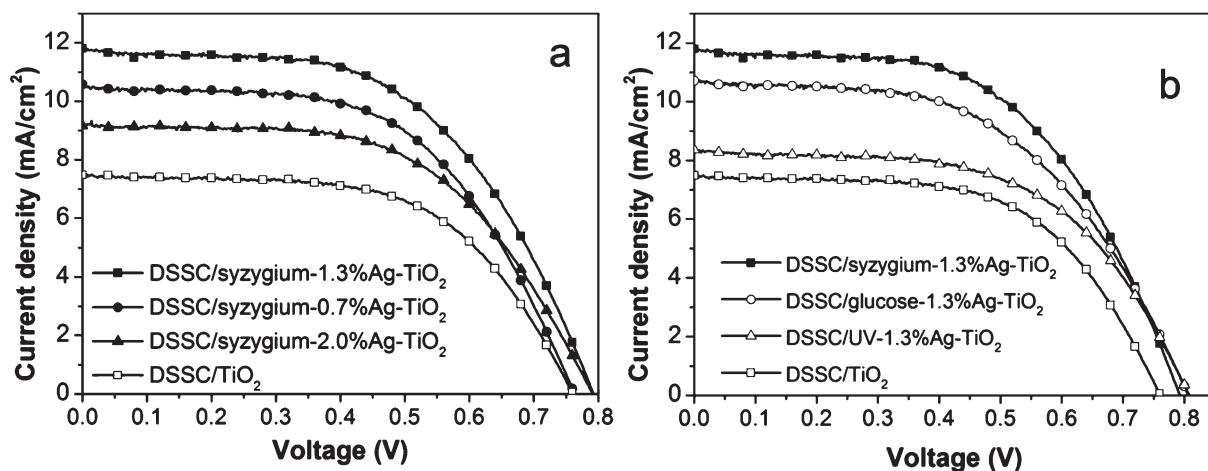 a
12
10
8
6
4
2
0
Current density (mA/cm²)
DSSC/syzygium-1.3%Ag-TiO₂
DSSC/syzygium-0.7%Ag-TiO₂
DSSC/syzygium-2.0%Ag-TiO₂
DSSC/TiO₂
0.0 0.1 0.2 0.3 0.4 0.5 0.6 0.7 0.8
Voltage (V)
b
12
10
8
6
4
2
0
Current density (mA/cm²)
DSSC/syzygium-1.3%Ag-TiO₂
DSSC/glucose-1.3%Ag-TiO₂
DSSC/UV-1.3%Ag-TiO₂
DSSC/TiO₂
0.0 0.1 0.2 0.3 0.4 0.5 0.6 0.7 0.8
Voltage (V)